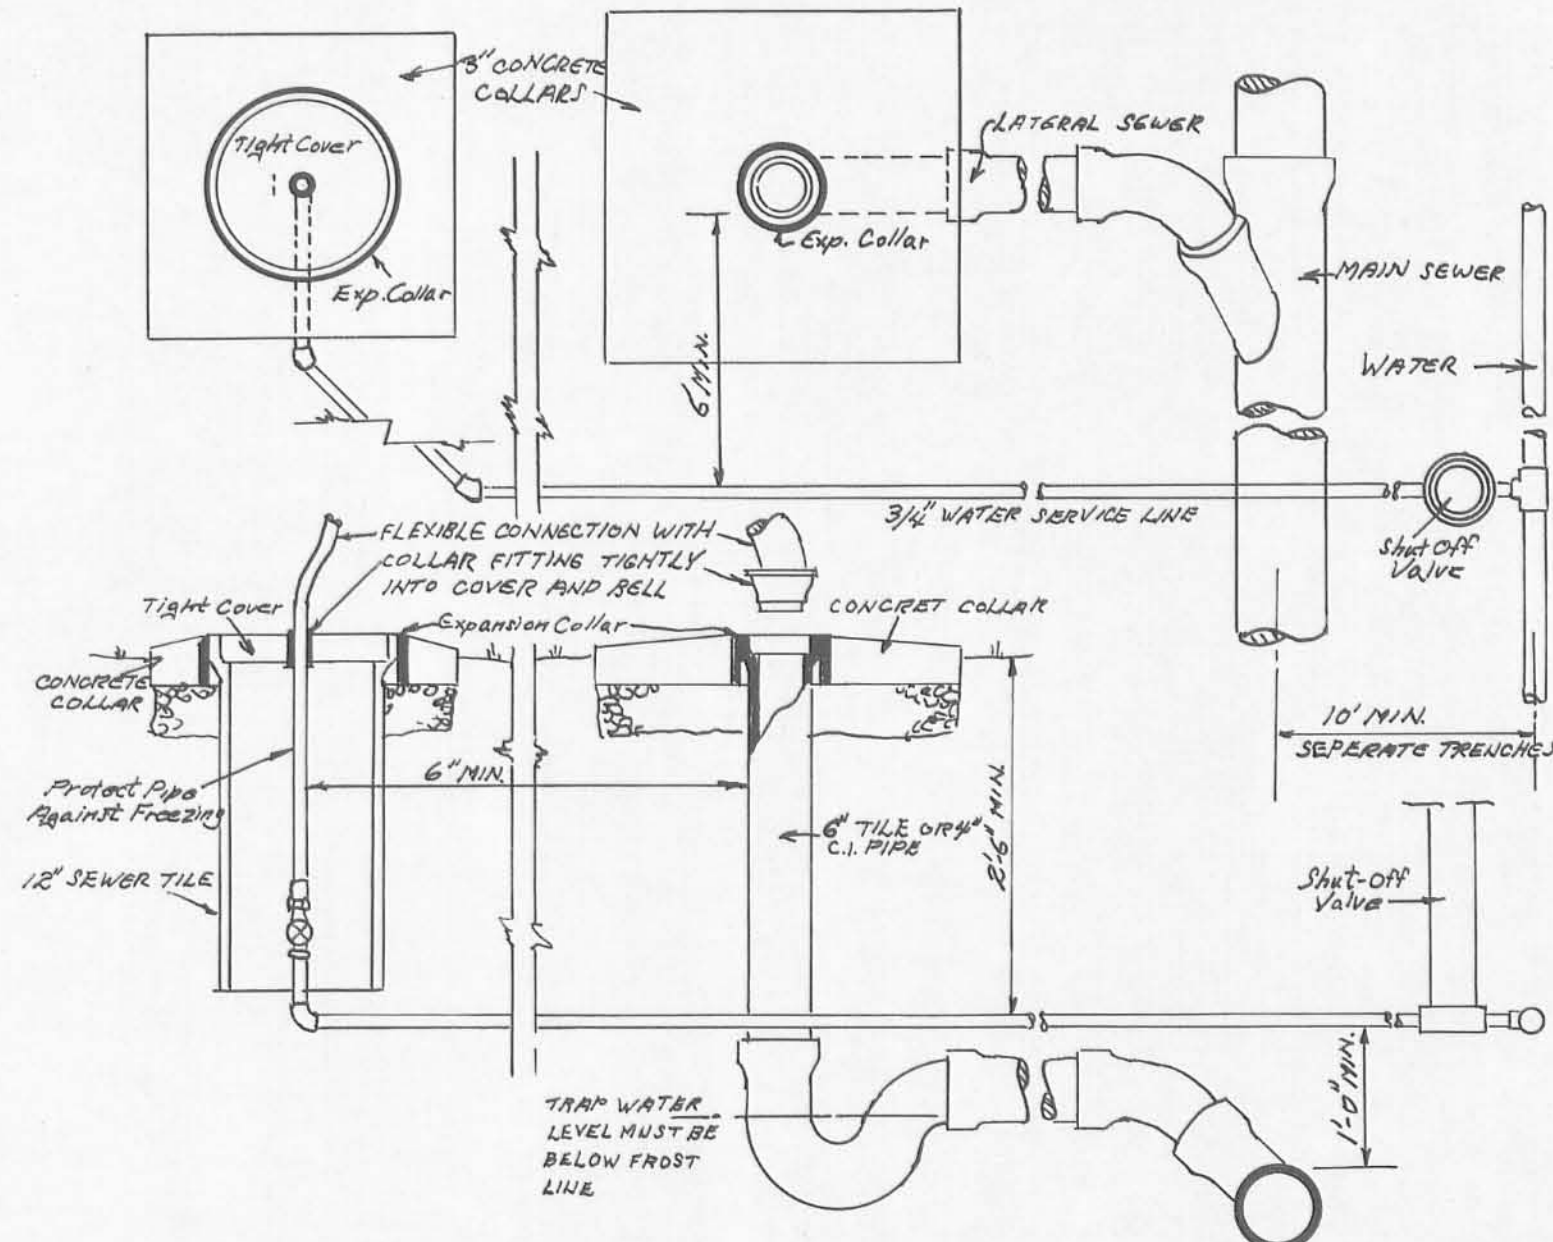 3" CONCRETE
COLLARS
Tight Cover
Exp. Collar
Exp. Collar
LATERAL SEWER
MAIN SEWER
WATER
6' MIN.
3/4" WATER SERVICE LINE
Shut Off
Valve
FLEXIBLE CONNECTION WITH
COLLAR FITTING TIGHTLY
INTO COVER AND BELL
Tight Cover
Expansion Collar
CONCRET COLLAR
CONCRETE
COLLAR
10' MIN.
SEPERATE TRENCHES
6" MIN.
Protect Pipe
Against Freezing
6" TILE OR 4"
C.I. PIPE
2'-6" MIN.
12" SEWER TILE
Shut-Off
Valve
1'-0" MIN.
TRAP WATER
LEVEL MUST BE
BELOW FROST
LINE